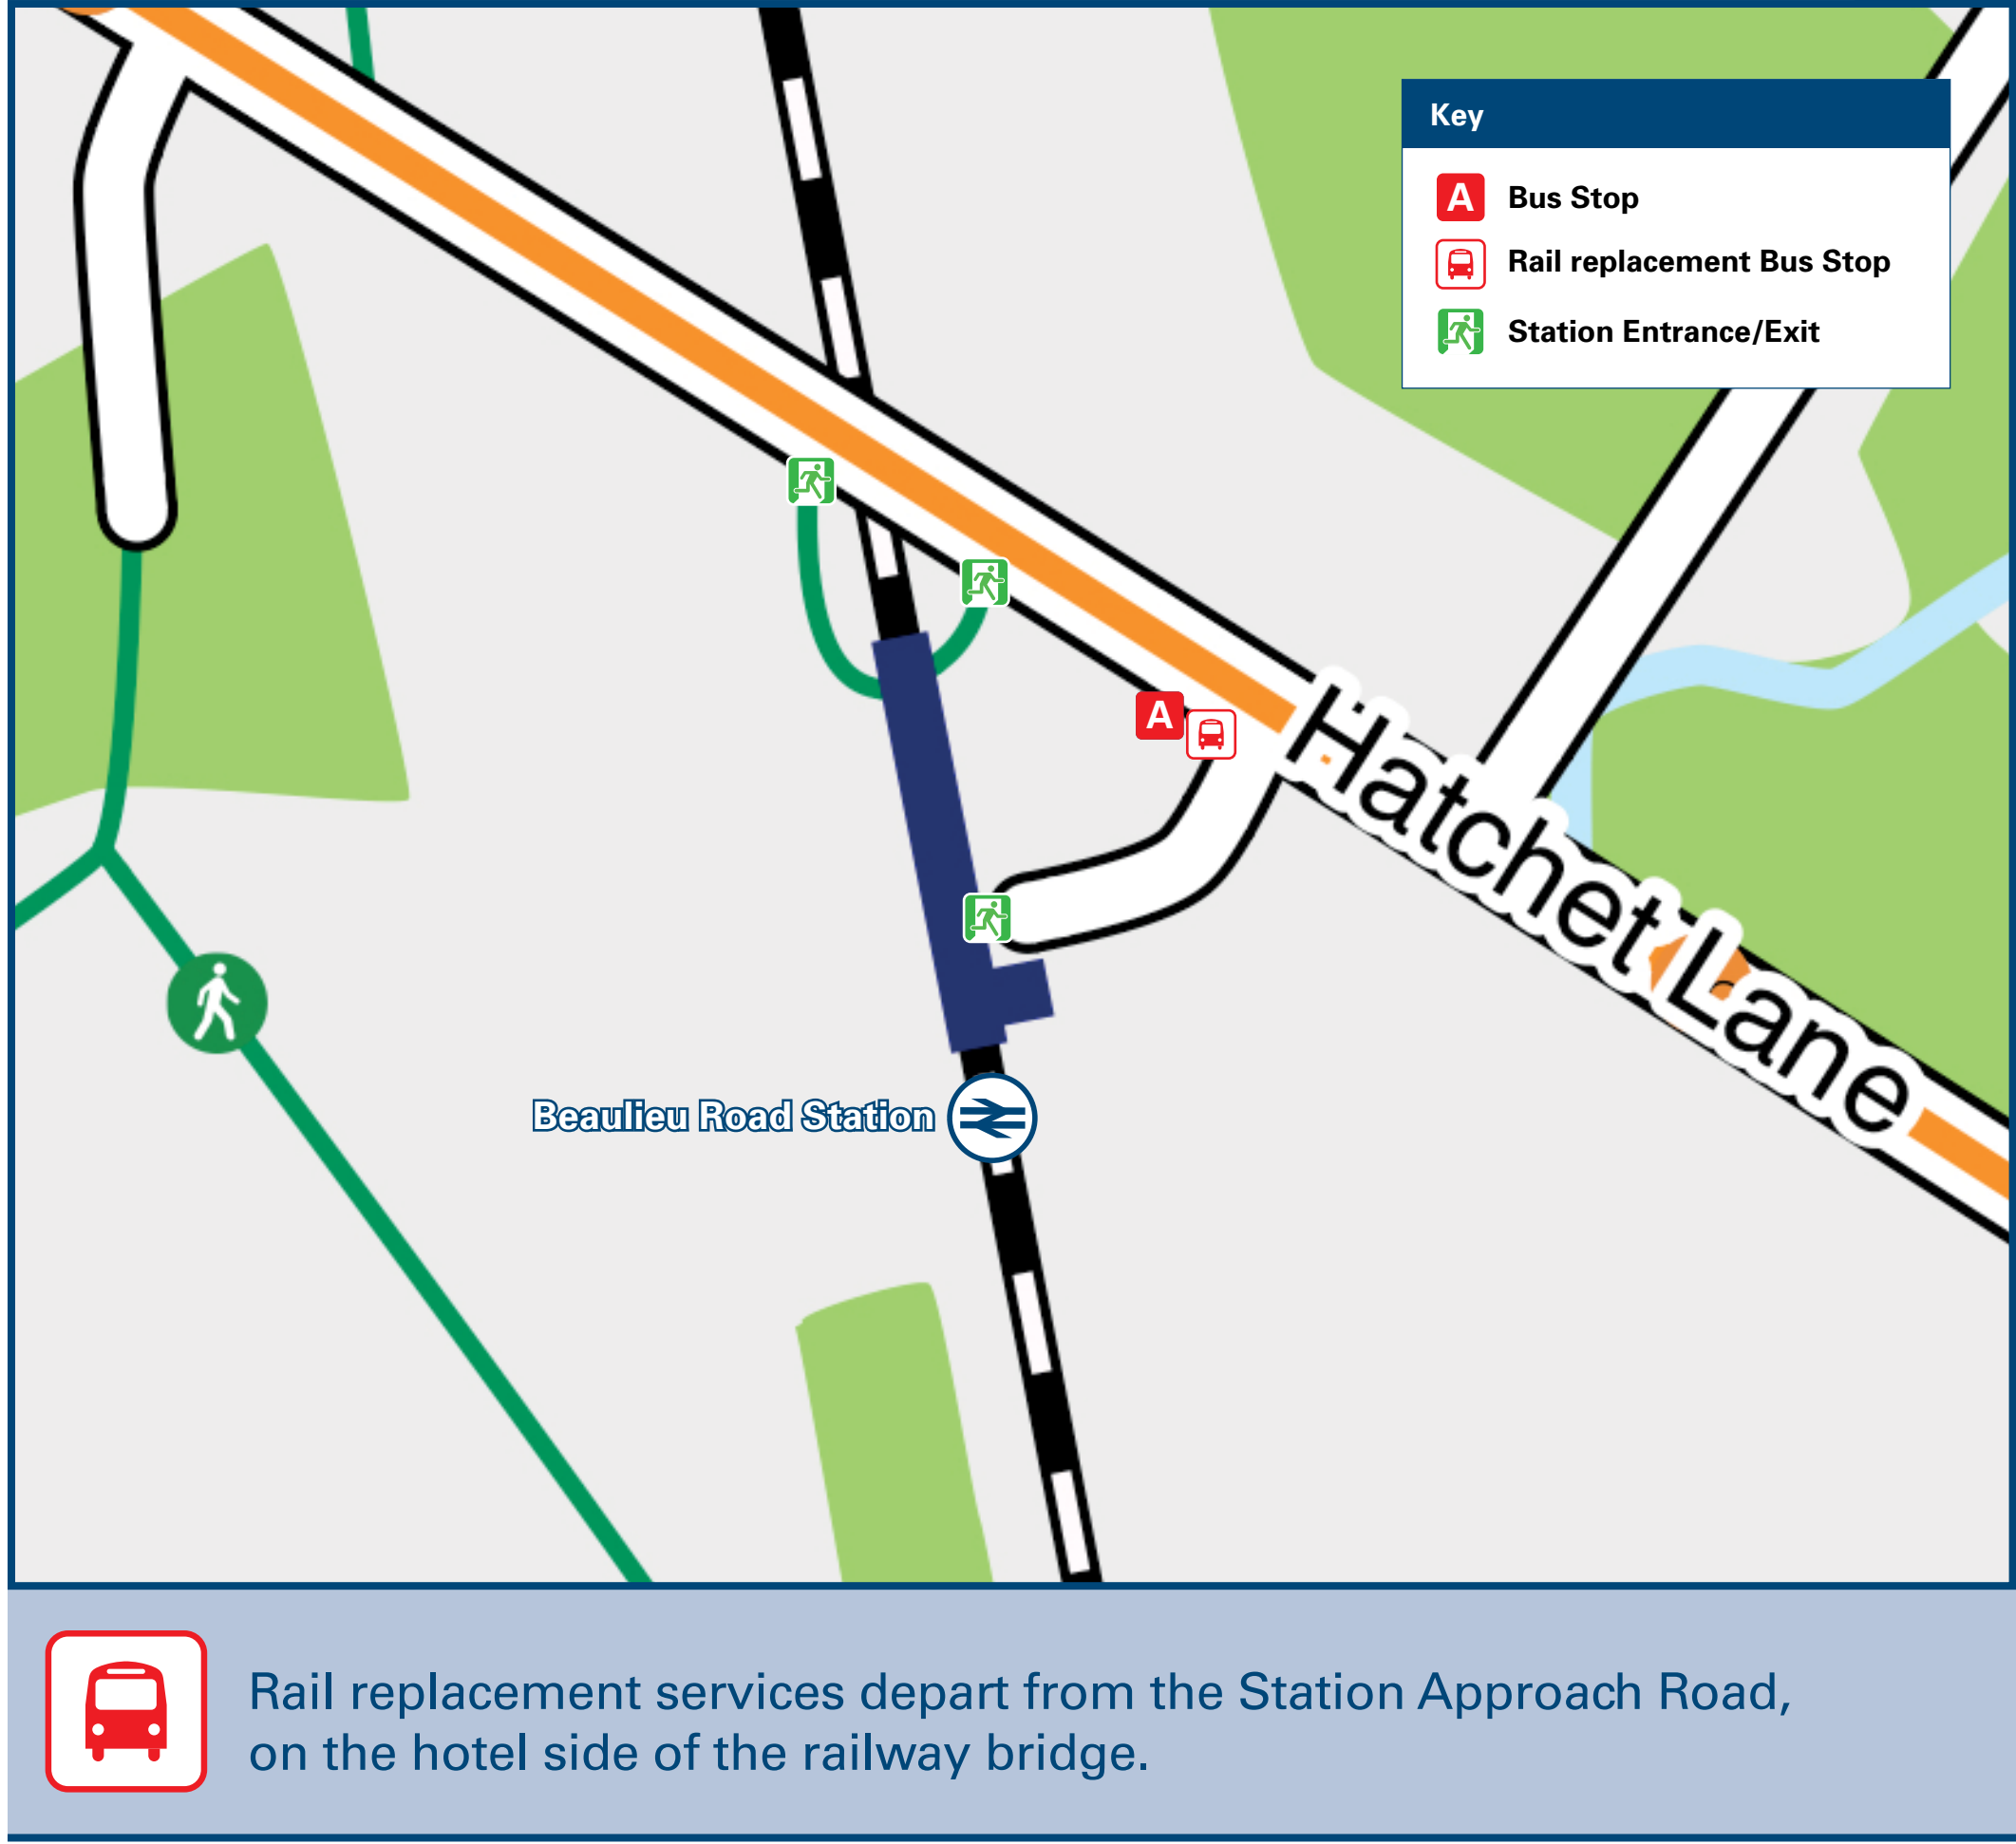 Key
A Bus Stop
Rail replacement Bus Stop
Station Entrance/Exit
A
Hatchet Lane
Beaulieu Road Station
Rail replacement services depart from the Station Approach Road,
on the hotel side of the railway bridge.